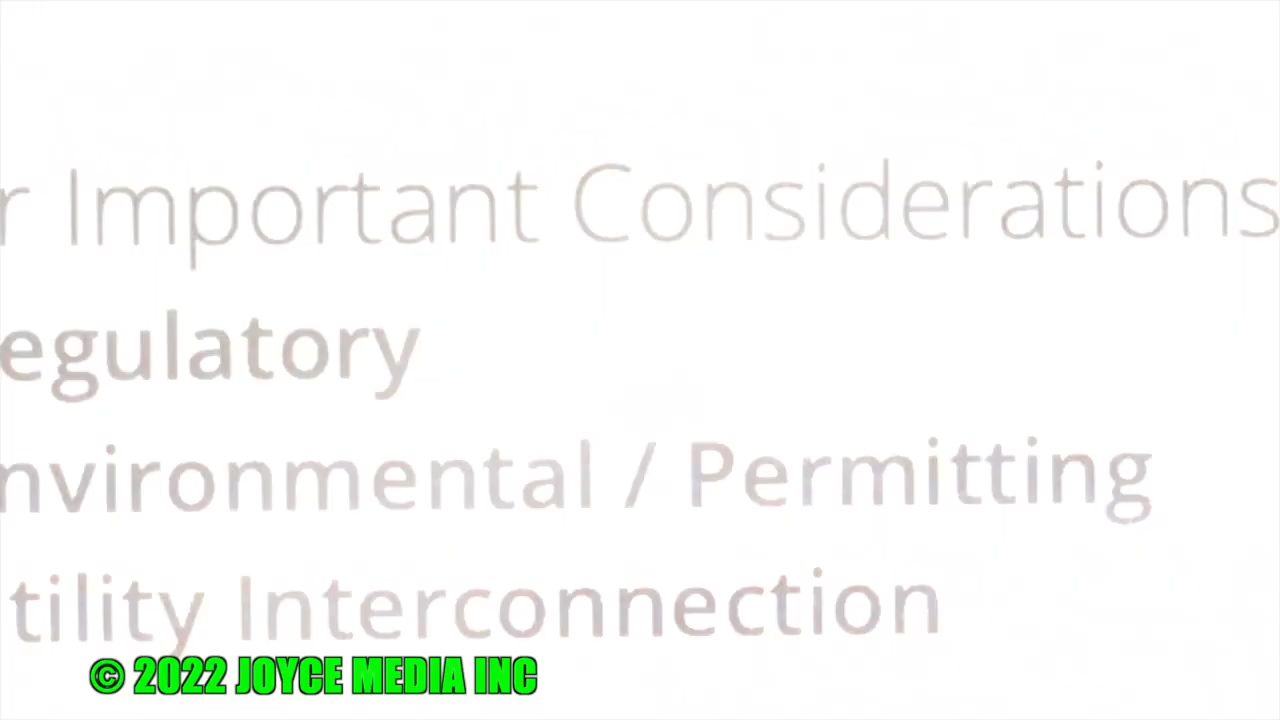 r Important Considerations
egulatory
nvironmental / Permitting
tility Interconnection
© 2022 JOYCE MEDIA INC